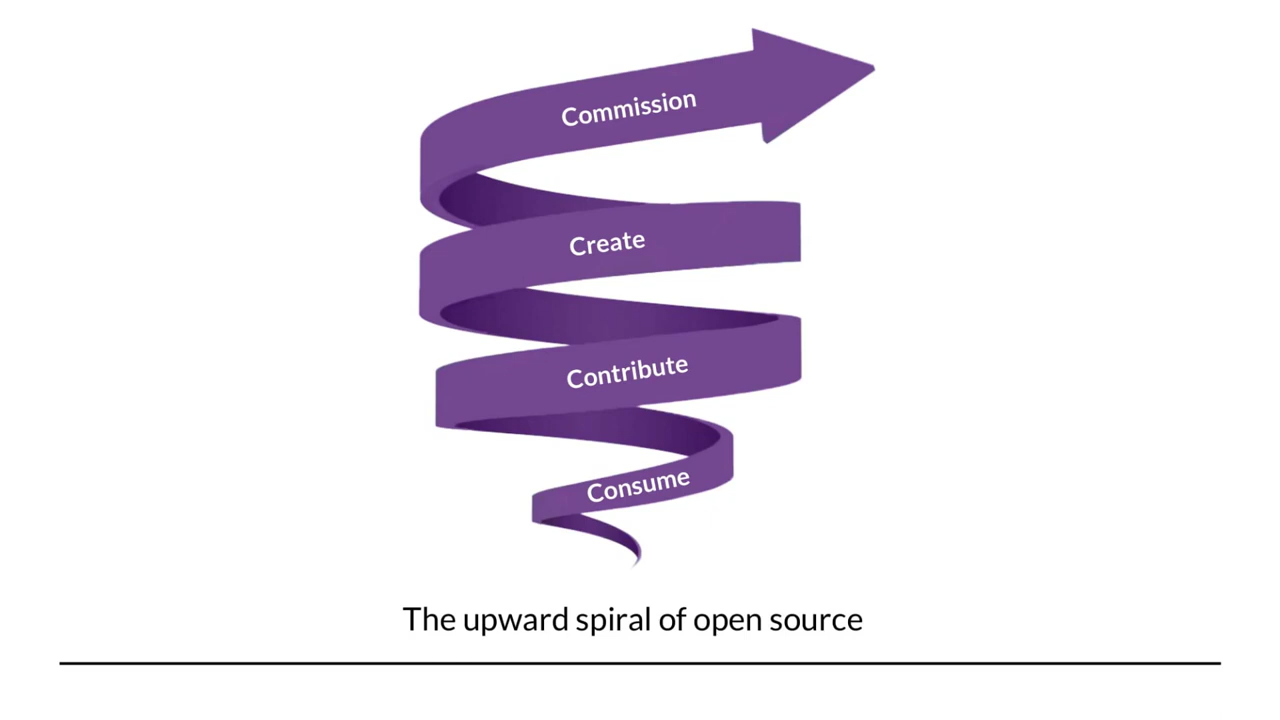 Commission
Create
Contribute
Consume
The upward spiral of open source